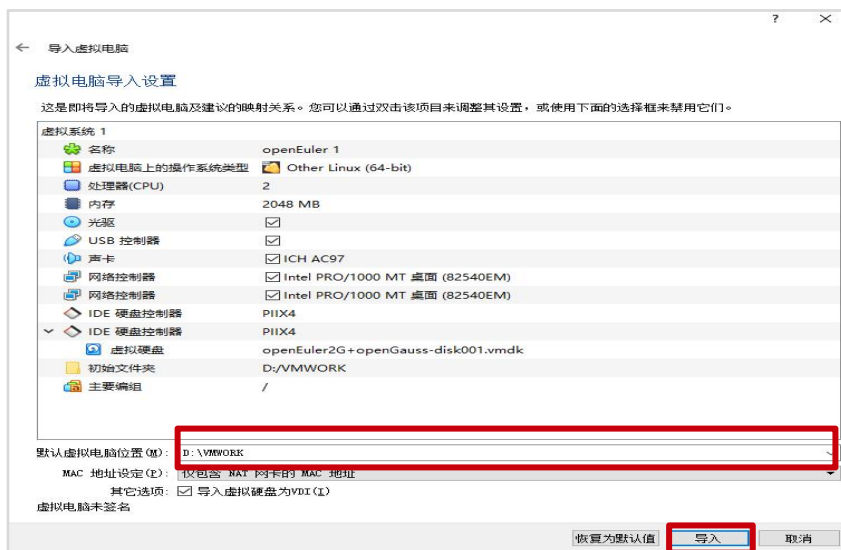 ? ×
← 导入虚拟电脑
虚拟电脑导入设置
这是即将导入的虚拟电脑及建议的映射关系。您可以通过双击该项目来调整其设置，或使用下面的选择框来禁用它们。
虚拟系统 1
名称 openEuler 1
虚拟电脑上的操作系统类型 Other Linux (64-bit)
处理器(CPU) 2
内存 2048 MB
光驱
USB 控制器
声卡 ICH AC97
网络控制器 Intel PRO/1000 MT 桌面 (82540EM)
网络控制器 Intel PRO/1000 MT 桌面 (82540EM)
IDE 硬盘控制器 PIIX4
IDE 硬盘控制器 PIIX4
虚拟硬盘 openEuler2G+openGauss-disk001.vmdk
初始文件夹 D:/VMWORK
主要编组 /
默认虚拟电脑位置(M): D:\VMWORK
MAC 地址设定(P): 仅包含 NAT 网卡的 MAC 地址
其它选项: 导入虚拟硬盘为VDI(I)
虚拟电脑未签名
恢复为默认值 导入 取消